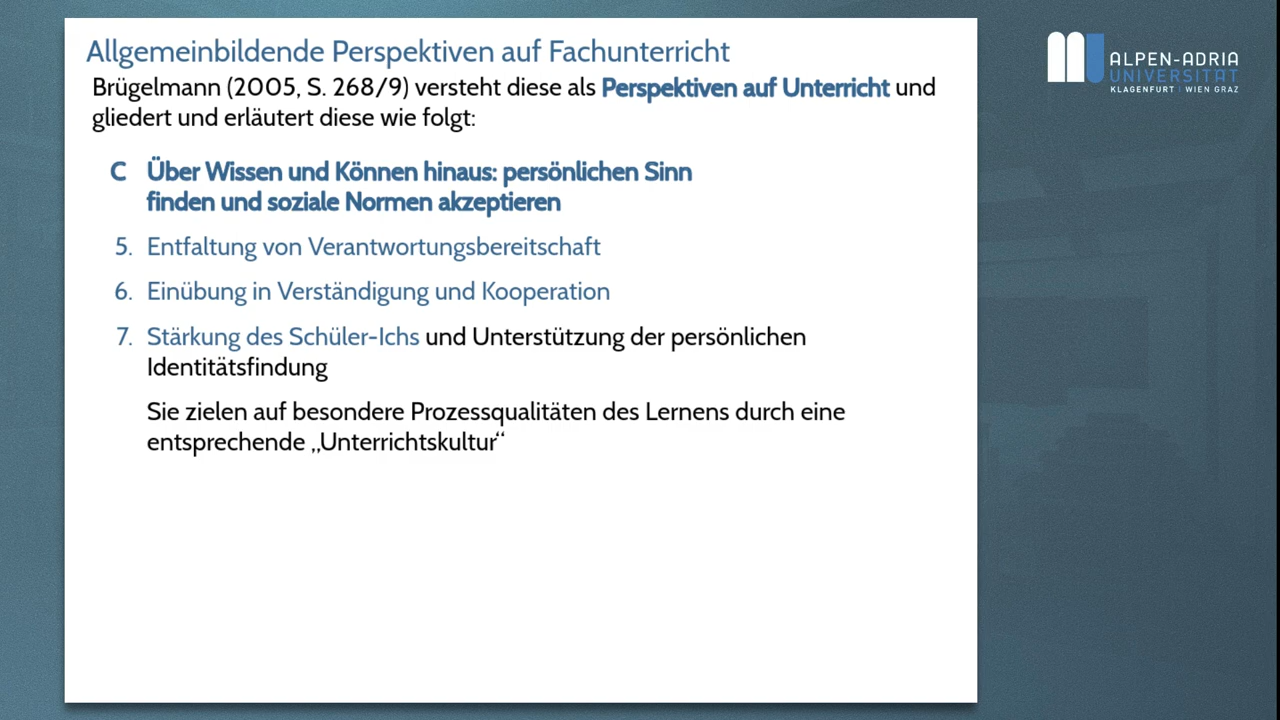 Allgemeinbildende Perspektiven auf Fachunterricht
Brügelmann (2005, S. 268/9) versteht diese als Perspektiven auf Unterricht und
gliedert und erläutert diese wie folgt:
C Über Wissen und Können hinaus: persönlichen Sinn
finden und soziale Normen akzeptieren
5. Entfaltung von Verantwortungsbereitschaft
6. Einübung in Verständigung und Kooperation
7. Stärkung des Schüler-Ichs und Unterstützung der persönlichen
Identitätsfindung
Sie zielen auf besondere Prozessqualitäten des Lernens durch eine
entsprechende „Unterrichtskultur“
ALPEN-ADRIA
UNIVERSITÄT
KLAGENFURT | WIEN GRAZ